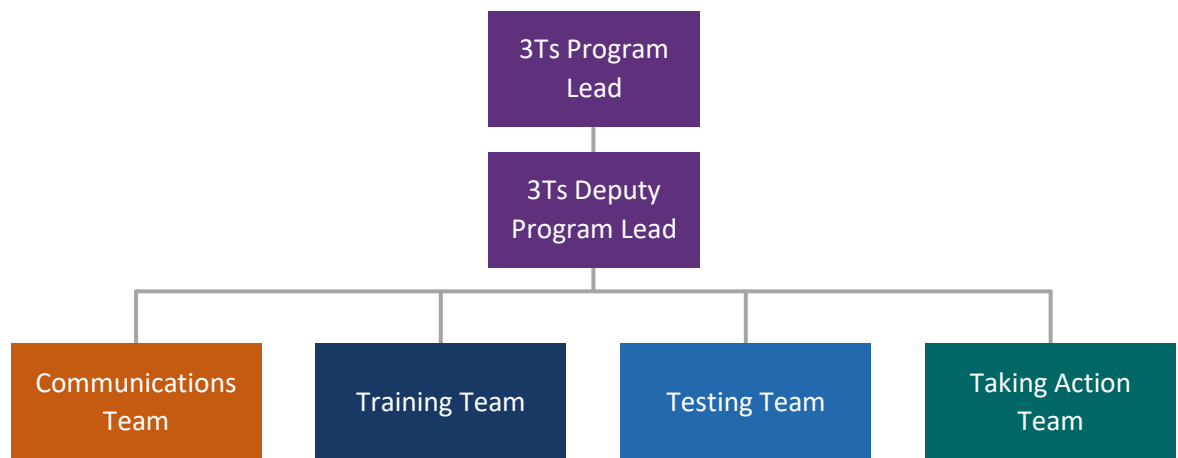 3Ts Program
Lead
3Ts Deputy
Program Lead
Communications
Team
Training Team
Testing Team
Taking Action
Team